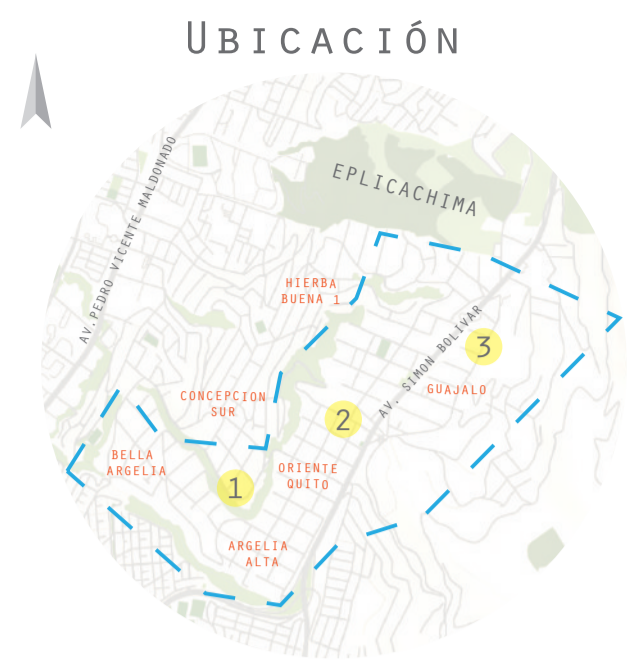 UBICACIÓN
EPLICACHIMA
AV.PEDRO VICENTE MALDONADO
HIERBA
BUENA 1
AV. SIMON BOLIVAR
3
GUAJALO
CONCEPCION
SUR
2
BELLA
ARGELIA
ORIENTE
QUITO
1
ARGELIA
ALTA